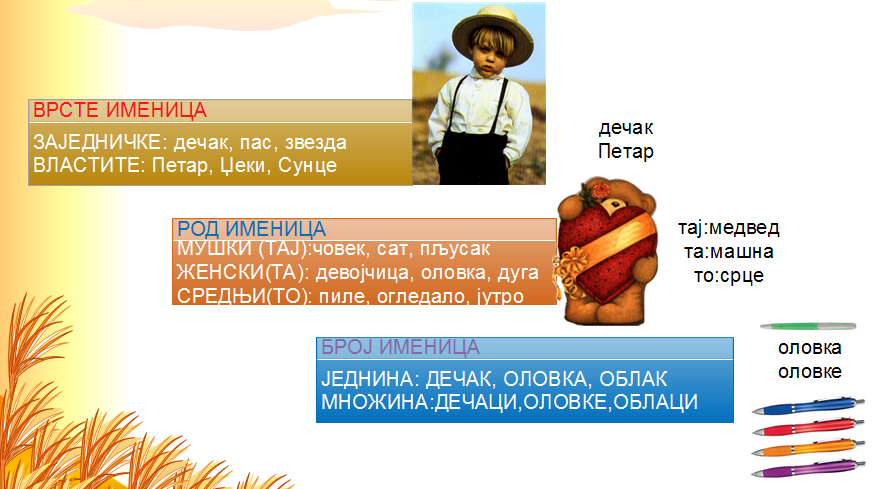 ВРСТЕ ИМЕНИЦА
ЗАЈЕДНИЧКЕ: дечак, пас, звезда
ВЛАСТИТЕ: Петар, Џеки, Сунце
дечак
Петар
РОД ИМЕНИЦА
МУШКИ (ТАЈ):човек, сат, пљусак
ЖЕНСКИ(ТА): девојчица, оловка, дуга
СРЕДЊИ(ТО): пиле, огледало, јутро
тај:медвед
та:машна
то:срце
БРОЈ ИМЕНИЦА
ЈЕДНИНА: ДЕЧАК, ОЛОВКА, ОБЛАК
МНОЖИНА:ДЕЧАЦИ,ОЛОВКЕ,ОБЛАЦИ
оловка
оловке